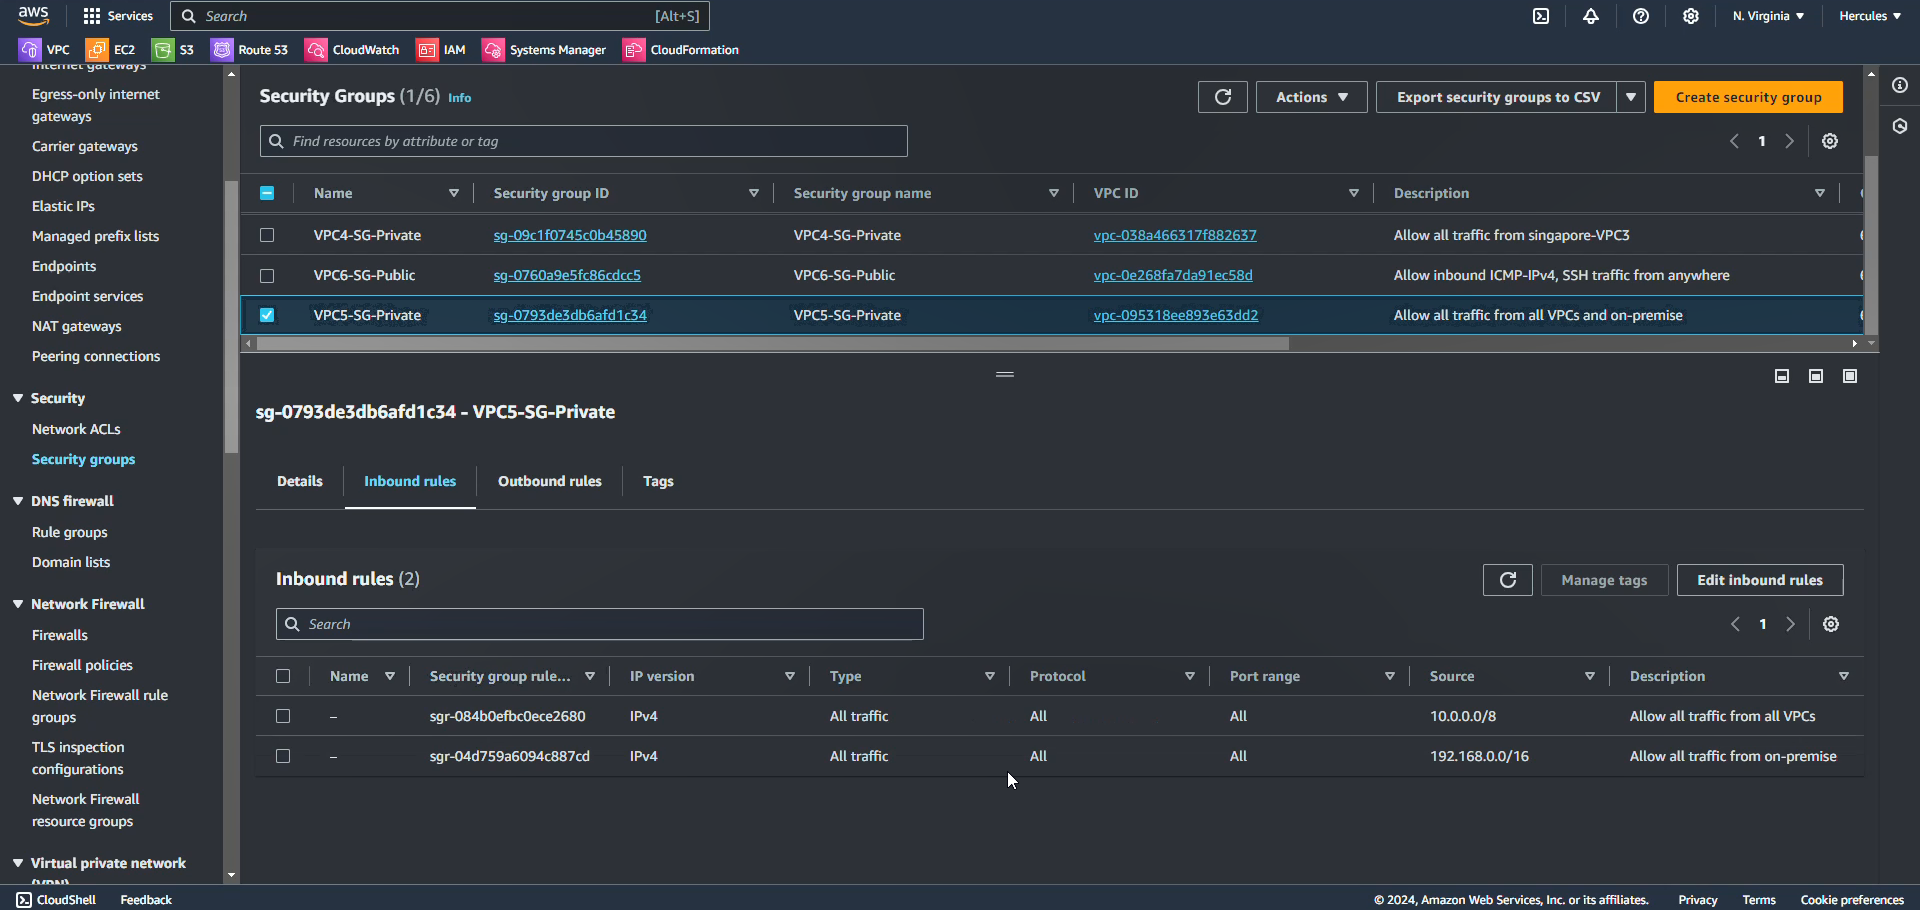 aws
Services
Search
[Alt+S]
N. Virginia
Hercules
VPC
EC2
S3
Route 53
CloudWatch
IAM
Systems Manager
CloudFormation
Internet gateways
Egress-only internet
gateways
Carrier gateways
DHCP option sets
Elastic IPs
Managed prefix lists
Endpoints
Endpoint services
NAT gateways
Peering connections
Security
Network ACLs
Security groups
DNS firewall
Rule groups
Domain lists
Network Firewall
Firewalls
Firewall policies
Network Firewall rule
groups
TLS inspection
configurations
Network Firewall
resource groups
Virtual private network
(VPN)
Security Groups (1/6) Info
Actions
Export security groups to CSV
Create security group
Find resources by attribute or tag
1
Name Security group ID Security group name VPC ID Description
VPC4-SG-Private sg-09c1f0745c0b45890 VPC4-SG-Private vpc-038a466317f882637 Allow all traffic from singapore-VPC3
VPC6-SG-Public sg-0760a9e5fc86cdcc5 VPC6-SG-Public vpc-0e268fa7da91ec58d Allow inbound ICMP-IPv4, SSH traffic from anywhere
VPC5-SG-Private sg-0793de3db6afd1c34 VPC5-SG-Private vpc-095318ee893e63dd2 Allow all traffic from all VPCs and on-premise
sg-0793de3db6afd1c34 - VPC5-SG-Private
Details Inbound rules Outbound rules Tags
Inbound rules (2)
Manage tags
Edit inbound rules
Search
1
Name Security group rule... IP version Type Protocol Port range Source Description
– sgr-084b0efbc0ece2680 IPv4 All traffic All All 10.0.0.0/8 Allow all traffic from all VPCs
– sgr-04d759a6094c887cd IPv4 All traffic All All 192.168.0.0/16 Allow all traffic from on-premise
CloudShell
Feedback
© 2024, Amazon Web Services, Inc. or its affiliates.
Privacy
Terms
Cookie preferences